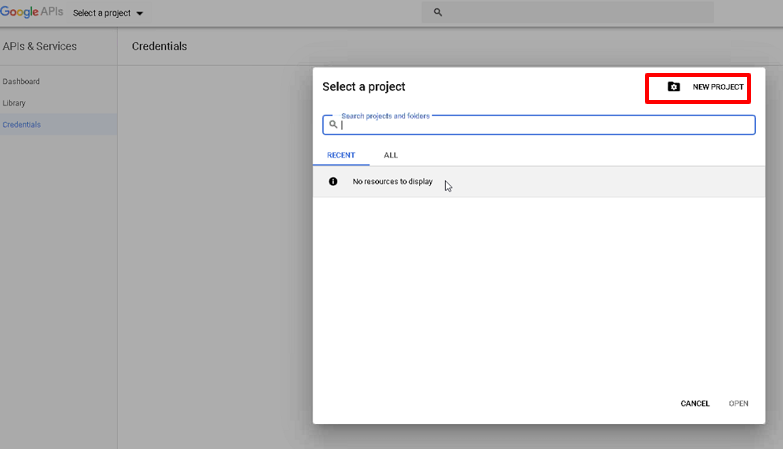 Google APIs Select a project
APIs & Services
Credentials
Dashboard
Library
Credentials
Select a project
NEW PROJECT
Search projects and folders
RECENT
ALL
No resources to display
CANCEL
OPEN